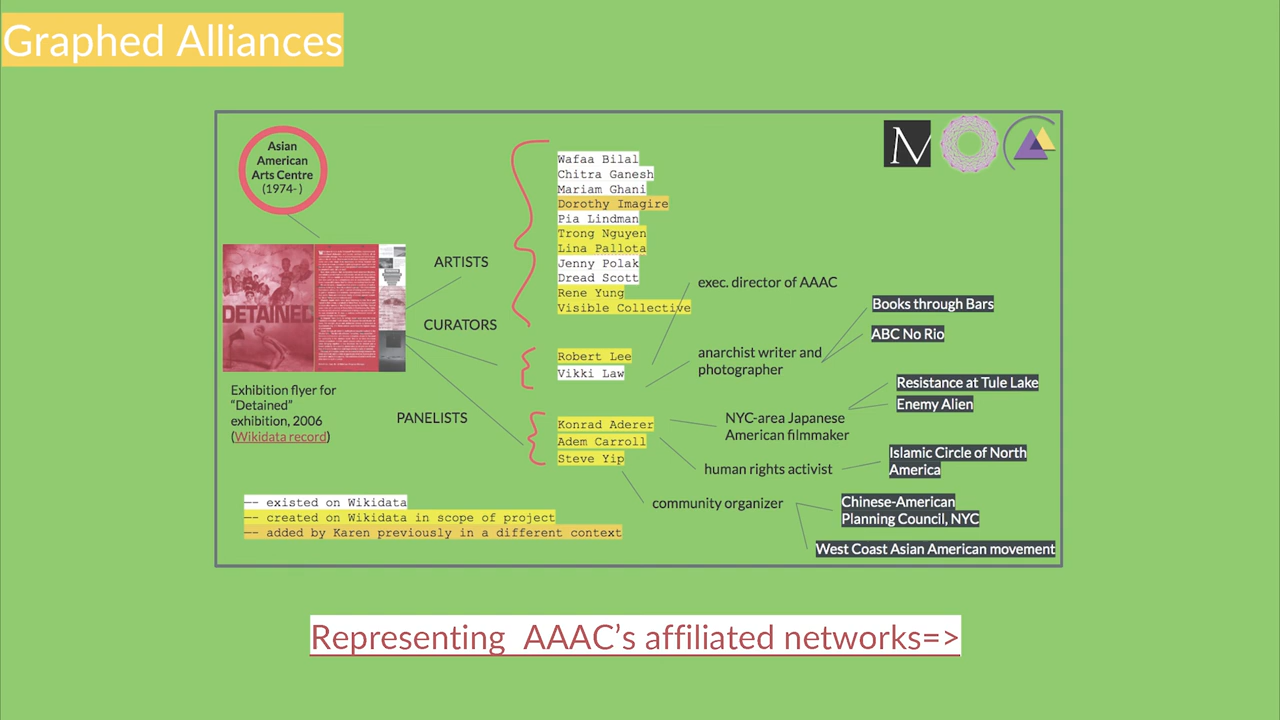 Graphed Alliances
Asian
American
Arts Centre
(1974- )
DETAINED
Exhibition flyer for
“Detained”
exhibition, 2006
(Wikidata record)
ARTISTS
Wafaa Bilal
Chitra Ganesh
Mariam Ghani
Dorothy Imagire
Pia Lindman
Trong Nguyen
Lina Pallota
Jenny Polak
Dread Scott
Rene Yung
Visible Collective
CURATORS
Robert Lee
Vikki Law
PANELISTS
Konrad Aderer
Adem Carroll
Steve Yip
exec. director of AAAC
anarchist writer and
photographer
Books through Bars
ABC No Rio
NYC-area Japanese
American filmmaker
Resistance at Tule Lake
Enemy Alien
human rights activist
Islamic Circle of North
America
community organizer
Chinese-American
Planning Council, NYC
West Coast Asian American movement
-- existed on Wikidata
-- created on Wikidata in scope of project
-- added by Karen previously in a different context
Representing  AAAC’s affiliated networks=>